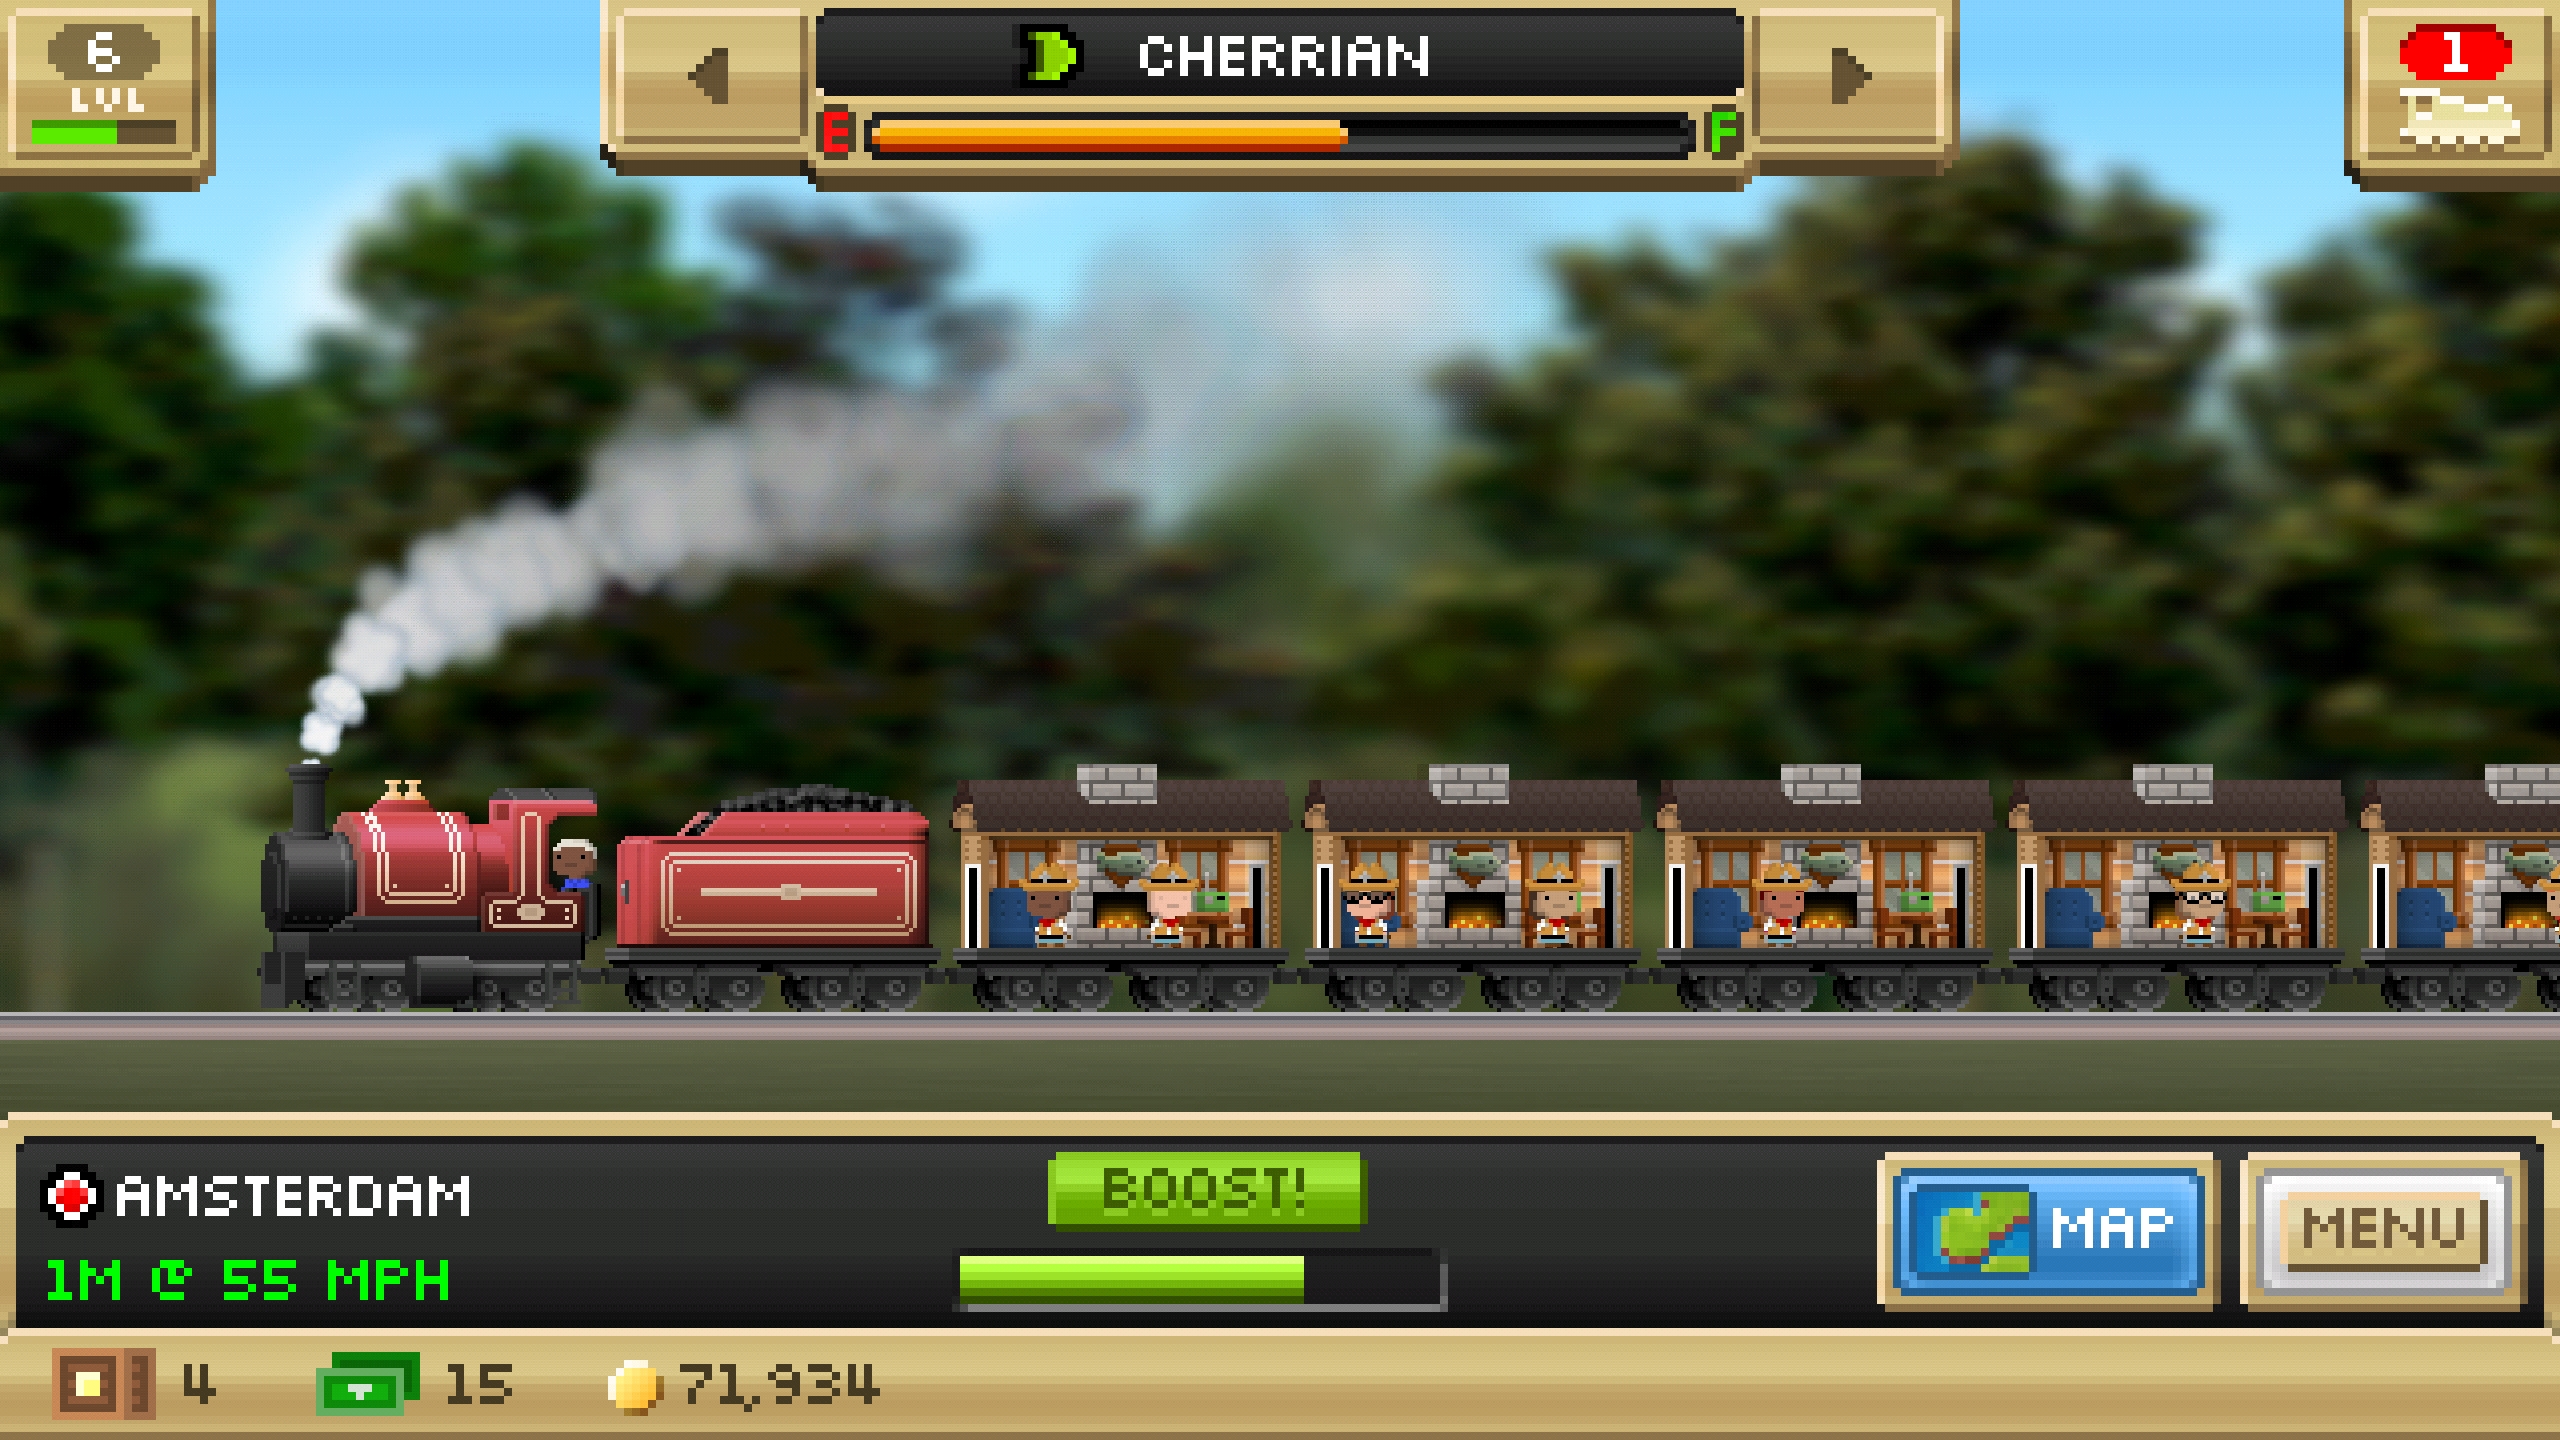 6
LVL
CHERRIAN
E F
1
AMSTERDAM
1M @ 55 MPH
BOOST!
MAP
MENU
4
15
71,934